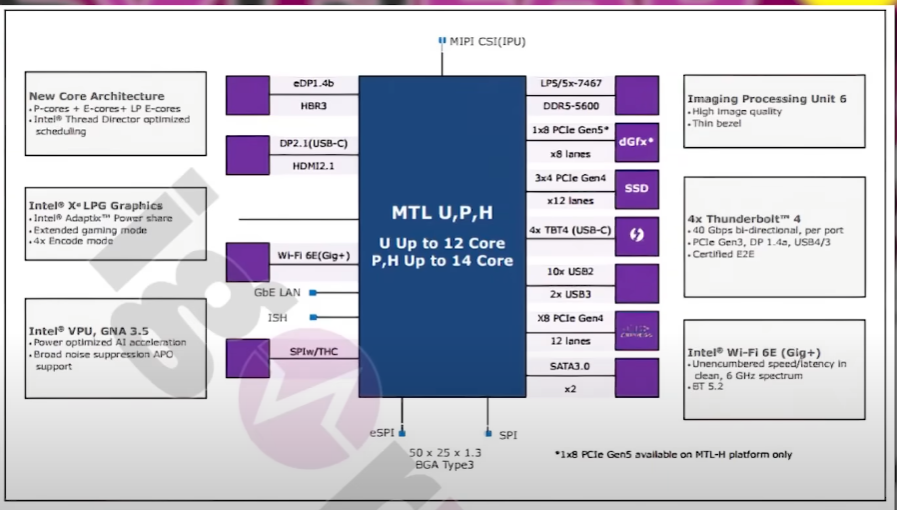 MIPI CSI(IPU)
New Core Architecture
• P-cores + E-cores+ LP E-cores
• Intel® Thread Director optimized
scheduling
Intel® Xᵉ LPG Graphics
• Intel® Adaptix™ Power share
• Extended gaming mode
• 4x Encode mode
Intel® VPU, GNA 3.5
• Power optimized AI acceleration
• Broad noise suppression APO
support
eDP1.4b
HBR3
DP2.1(USB-C)
HDMI2.1
Wi-Fi 6E(Gig+)
GbE LAN
ISH
SPIw/THC
MTL U,P,H
U Up to 12 Core
P,H Up to 14 Core
LP5/5x-7467
DDR5-5600
1x8 PCIe Gen5*
x8 lanes
dGfx*
3x4 PCIe Gen4
x12 lanes
SSD
4x TBT4 (USB-C)
10x USB2
2x USB3
X8 PCIe Gen4
12 lanes
SATA3.0
x2
Imaging Processing Unit 6
• High image quality
• Thin bezel
4x Thunderbolt™ 4
• 40 Gbps bi-directional, per port
• PCIe Gen3, DP 1.4a, USB4/3
• Certified E2E
Intel® Wi-Fi 6E (Gig+)
• Unencumbered speed/latency in
clean, 6 GHz spectrum
• BT 5.2
eSPI
SPI
50 x 25 x 1.3
BGA Type3
*1x8 PCIe Gen5 available on MTL-H platform only